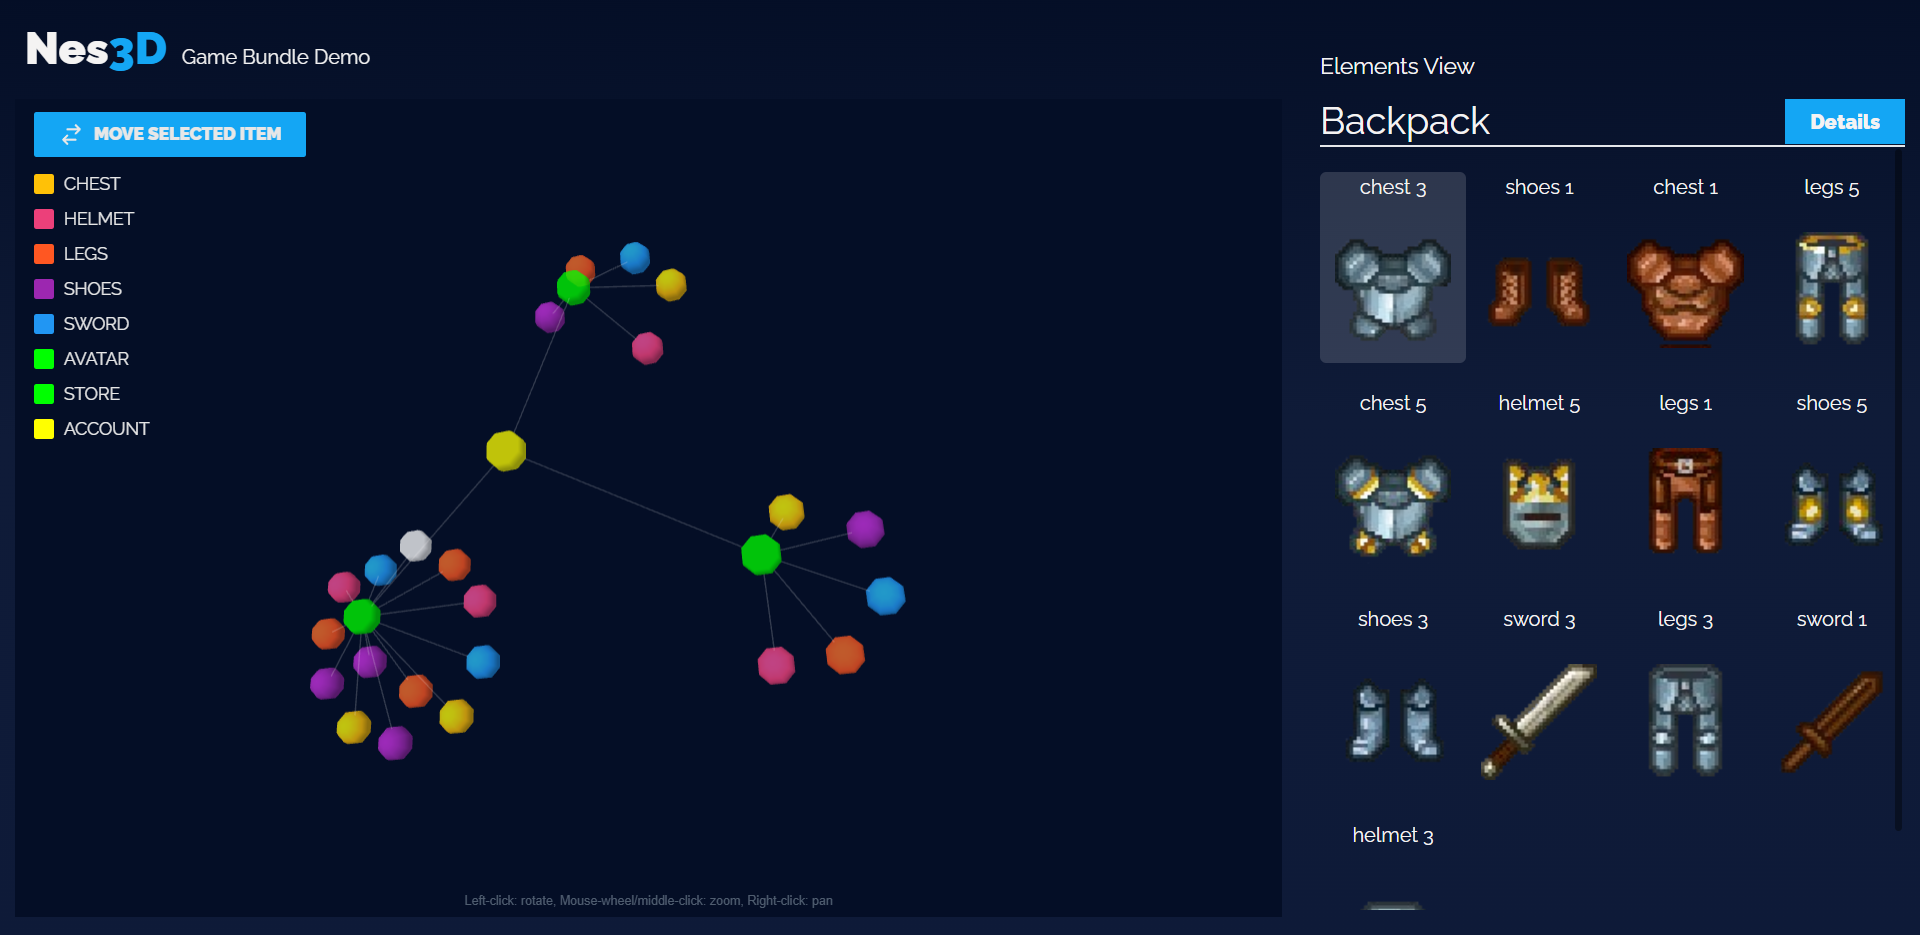 Nes3D Game Bundle Demo
MOVE SELECTED ITEM
CHEST
HELMET
LEGS
SHOES
SWORD
AVATAR
STORE
ACCOUNT
Left-click: rotate, Mouse-wheel/middle-click: zoom, Right-click: pan
Elements View
Backpack Details
chest 3 shoes 1 chest 1 legs 5
chest 5 helmet 5 legs 1 shoes 5
shoes 3 sword 3 legs 3 sword 1
helmet 3